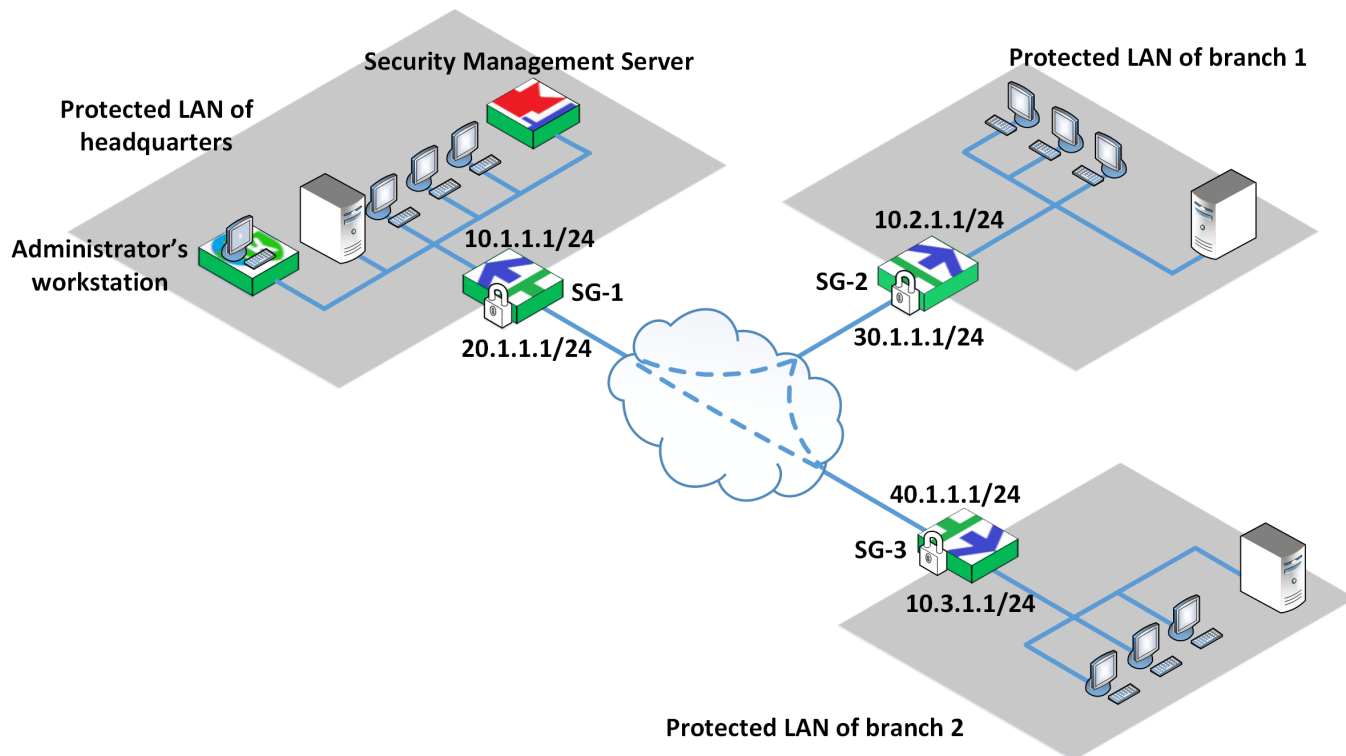 Security Management Server
Protected LAN of
headquarters
Administrator's
workstation
10.1.1.1/24
SG-1
20.1.1.1/24
Protected LAN of branch 1
10.2.1.1/24
SG-2
30.1.1.1/24
40.1.1.1/24
SG-3
10.3.1.1/24
Protected LAN of branch 2